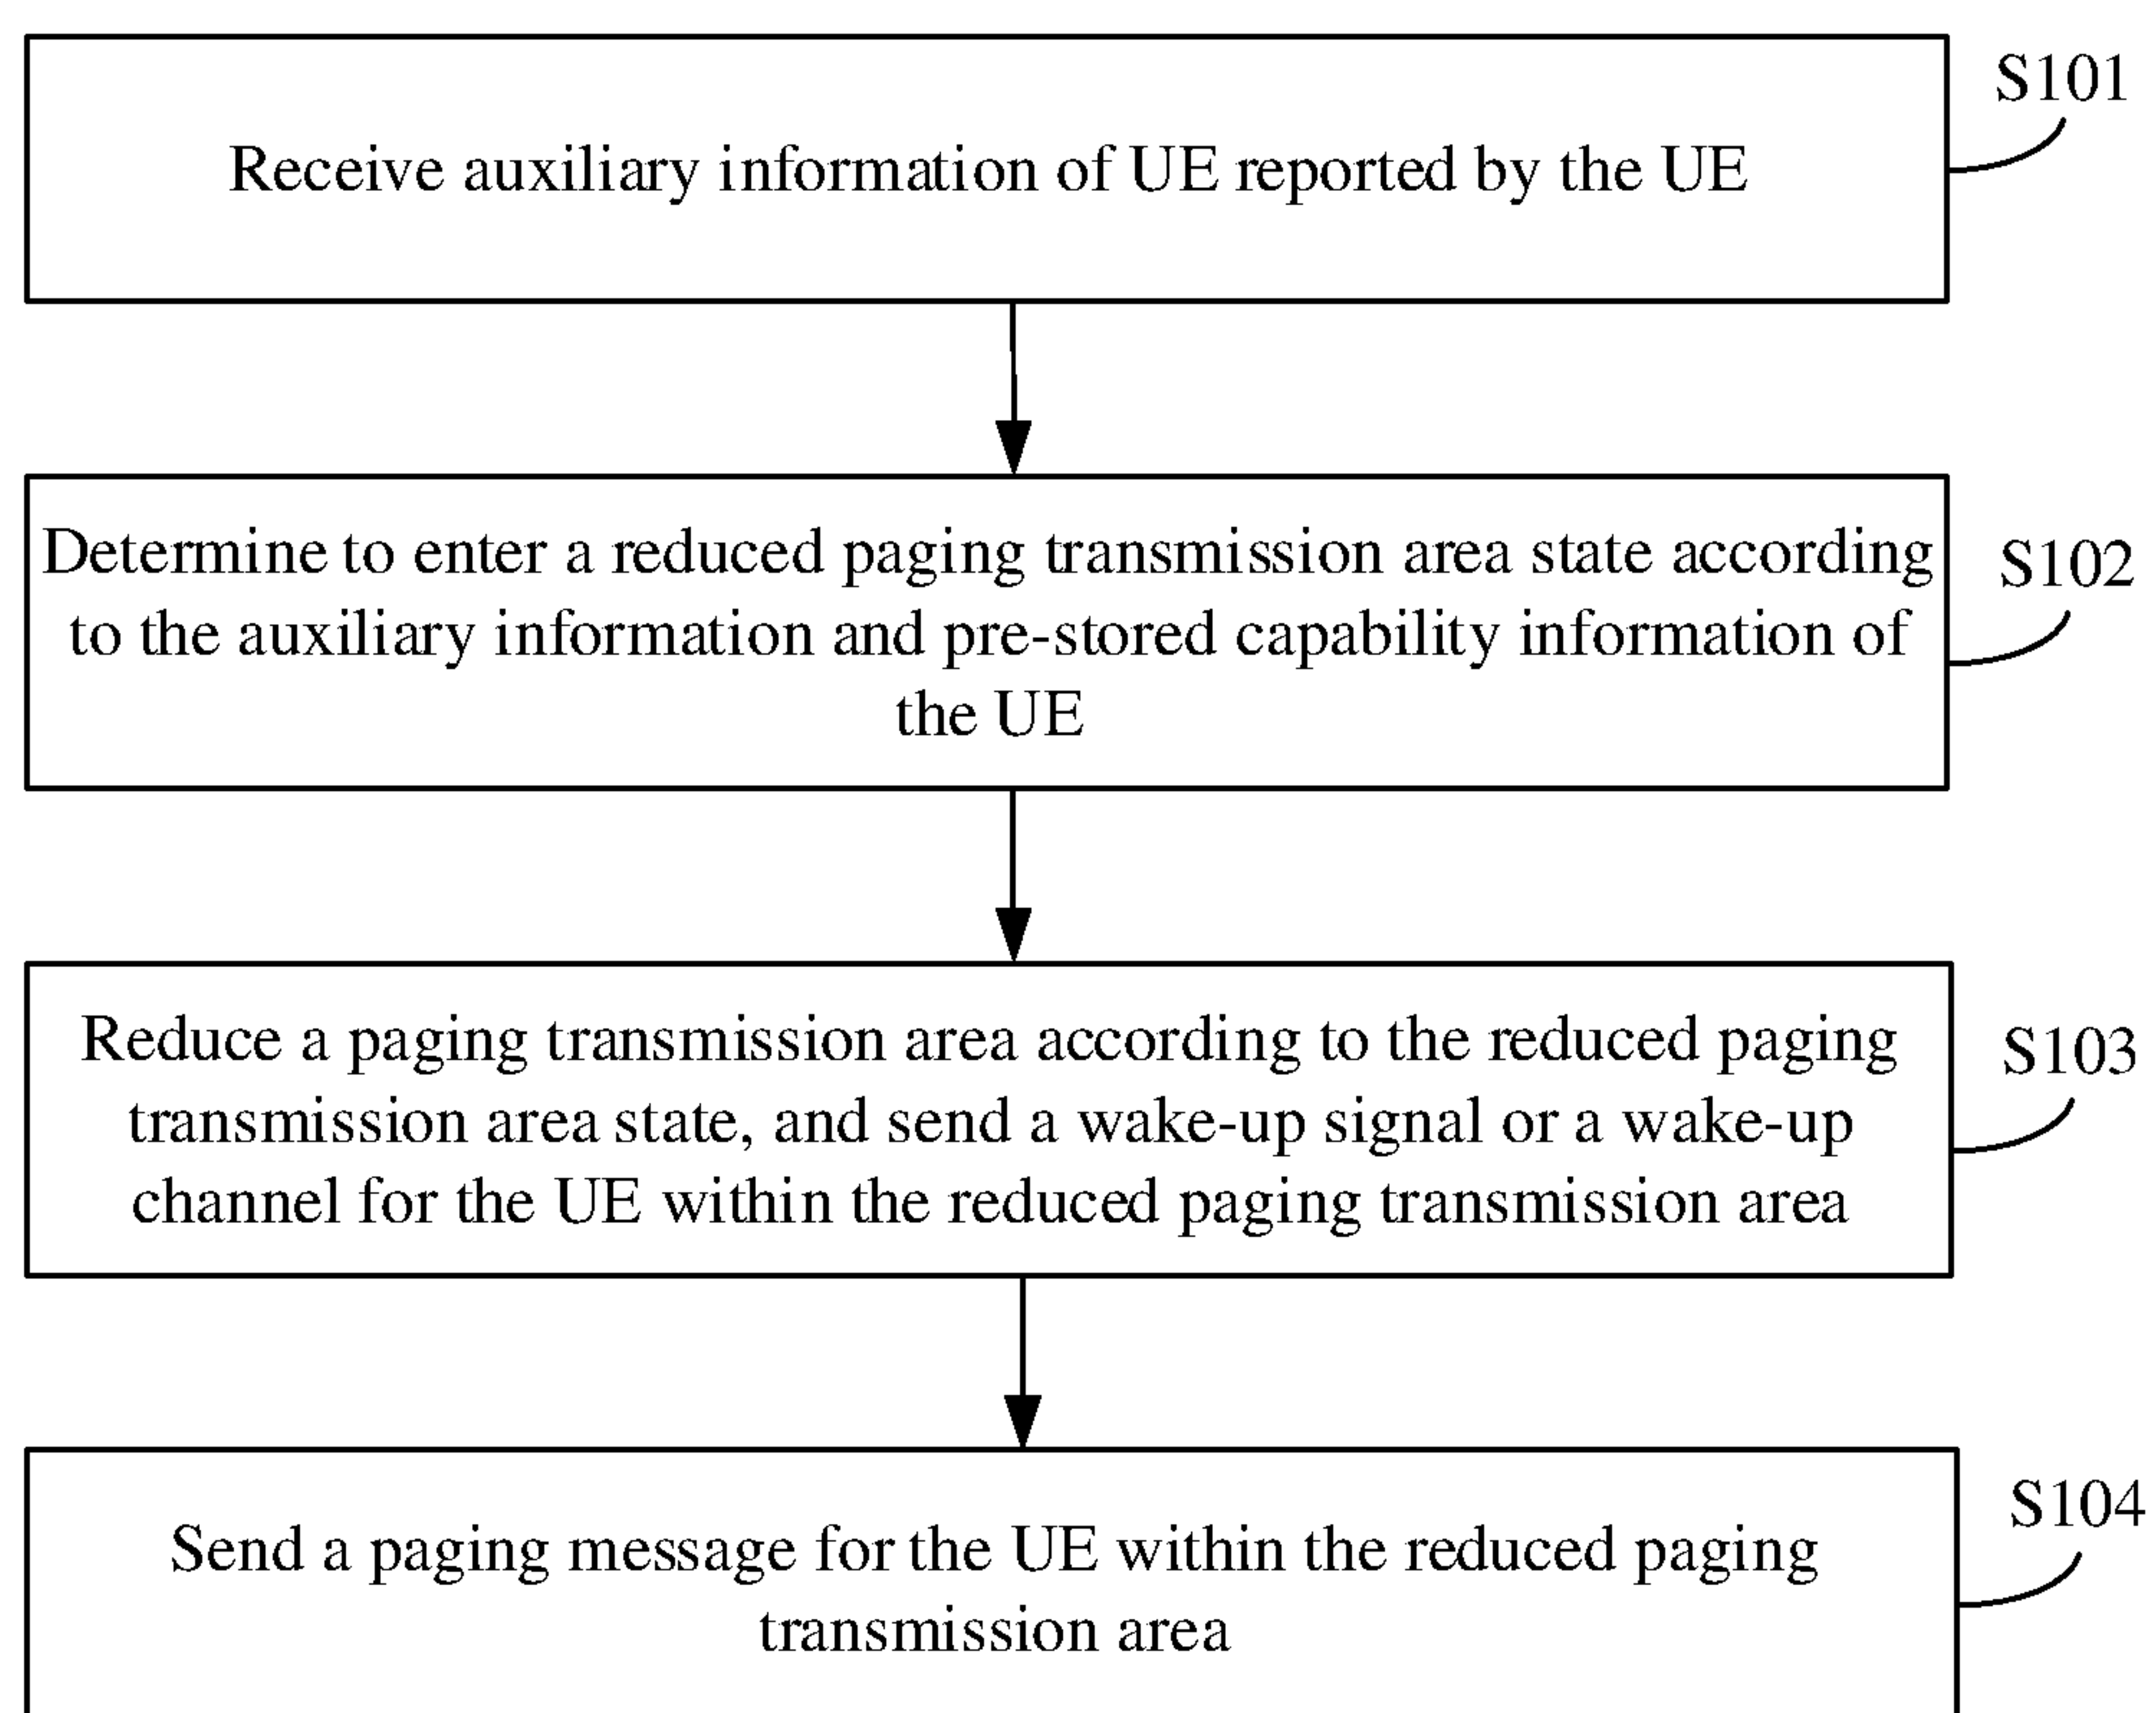 S101
Receive auxiliary information of UE reported by the UE
Determine to enter a reduced paging transmission area state according
S102
to the auxiliary information and pre-stored capability information of
the UE
Reduce a paging transmission area according to the reduced paging
S103
transmission area state, and send a wake-up signal or a wake-up
channel for the UE within the reduced paging transmission area
S104
Send a paging message for the UE within the reduced paging
transmission area